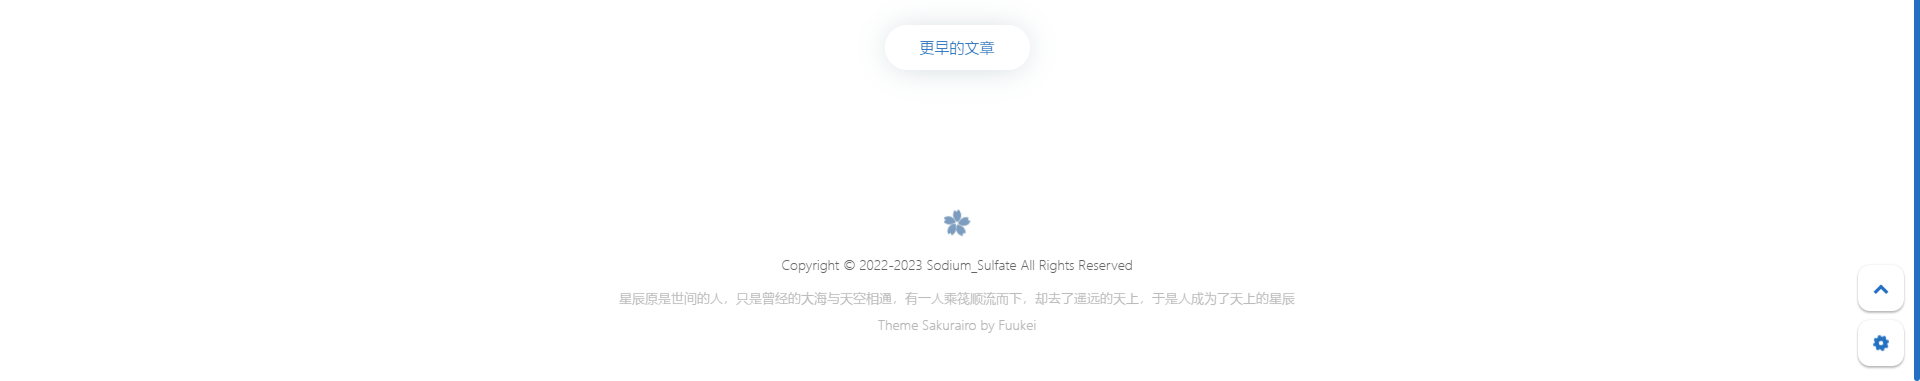 更早的文章
Copyright © 2022-2023 Sodium_Sulfate All Rights Reserved
星辰原是世间的人，只是曾经的大海与天空相通，有一人乘筏顺流而下，却去了遥远的天上，于是人成为了天上的星辰
Theme Sakurairo by Fuukei